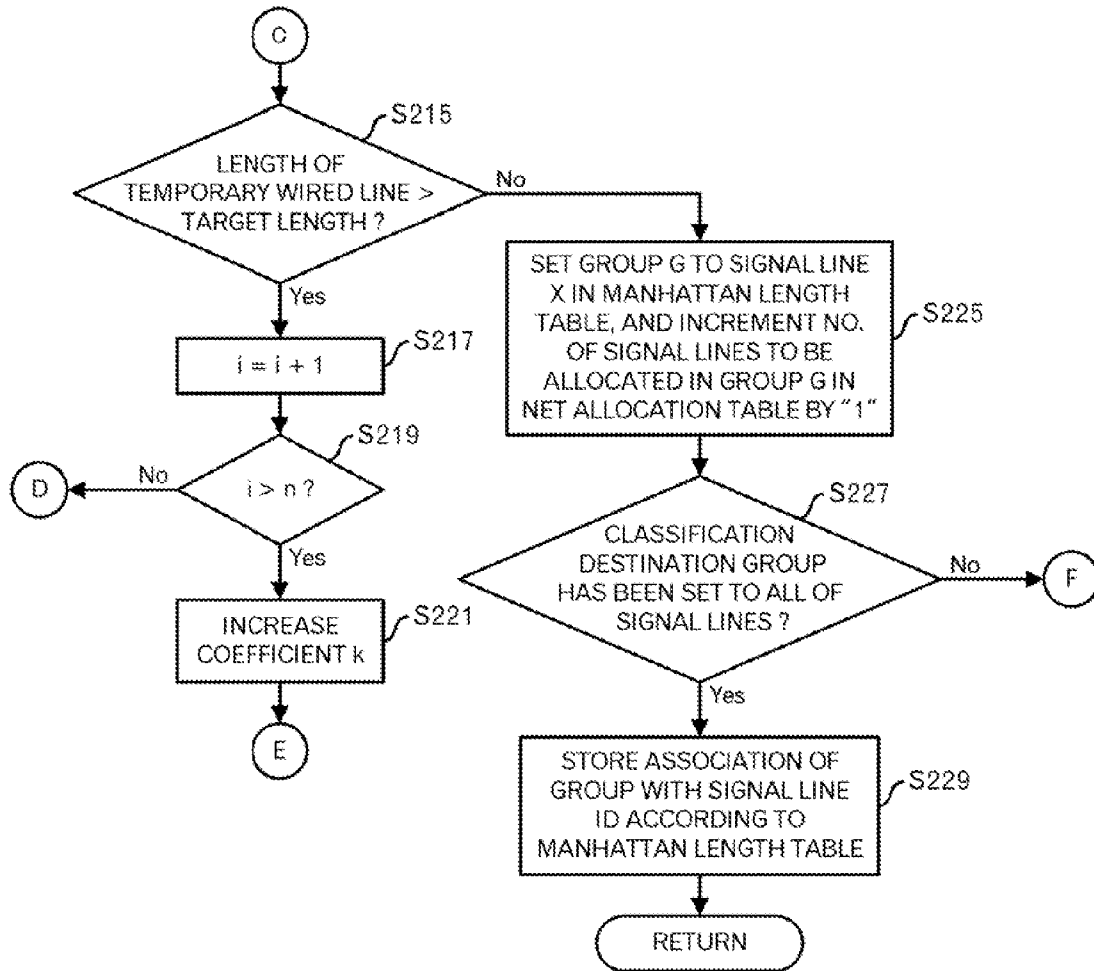 C
S215
LENGTH OF
TEMPORARY WIRED LINE >
TARGET LENGTH ?
No
Yes
S217
i = i + 1
S219
i > n ?
No
D
Yes
S221
INCREASE
COEFFICIENT k
E
SET GROUP G TO SIGNAL LINE
X IN MANHATTAN LENGTH
TABLE, AND INCREMENT NO.
OF SIGNAL LINES TO BE
ALLOCATED IN GROUP G IN
NET ALLOCATION TABLE BY "1"
S225
S227
CLASSIFICATION
DESTINATION GROUP
HAS BEEN SET TO ALL OF
SIGNAL LINES ?
No
F
Yes
STORE ASSOCIATION OF
GROUP WITH SIGNAL LINE
ID ACCORDING TO
MANHATTAN LENGTH TABLE
S229
RETURN